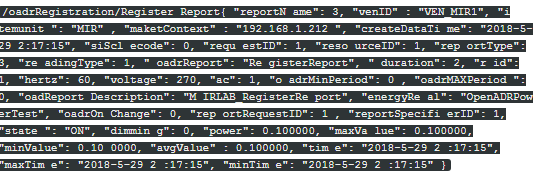 /oadrRegistration/Register Report{ "reportN ame": 3, "venID" : "VEN_MIR1", "i
temunit ": "MIR" , "maketContext" : "192.168.1.212 ", "createDataTi me": "2018-5-
29 2:17:15", "siScl ecode": 0, "requ estID": 1, "reso urceID": 1, "rep ortType":
3, "re adingType": 1, " oadrReport": "Re gisterReport", " duration": 2, "r id":
1, "hertz": 60, "voltage": 270, "ac": 1, "o adrMinPeriod": 0 , "oadrMAXPeriod ":
0, "oadReport Description": "M IRLAB_RegisterRe port", "energyRe al": "OpenADRPow
erTest", "oadrOn Change": 0, "rep ortRequestID": 1 , "reportSpecifi erID": 1,
"state ": "ON", "dimmin g": 0, "power": 0.100000, "maxVa lue": 0.100000,
"minValue": 0.10 0000, "avgValue" : 0.100000, "tim e": "2018-5-29 2 :17:15",
"maxTim e": "2018-5-29 2 :17:15", "minTim e": "2018-5-29 2 :17:15" }